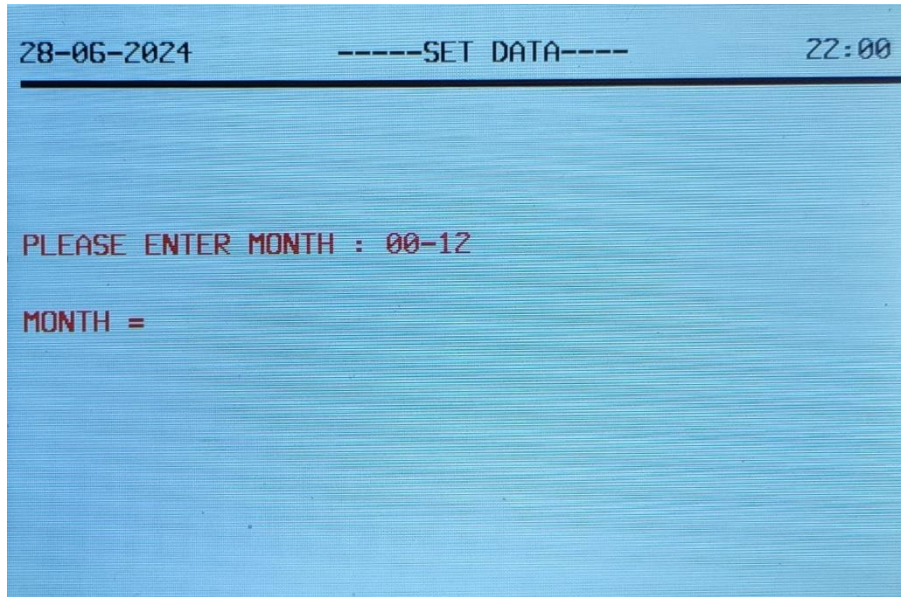 28-06-2024 -----SET DATA---- 22:00
PLEASE ENTER MONTH : 00-12
MONTH =